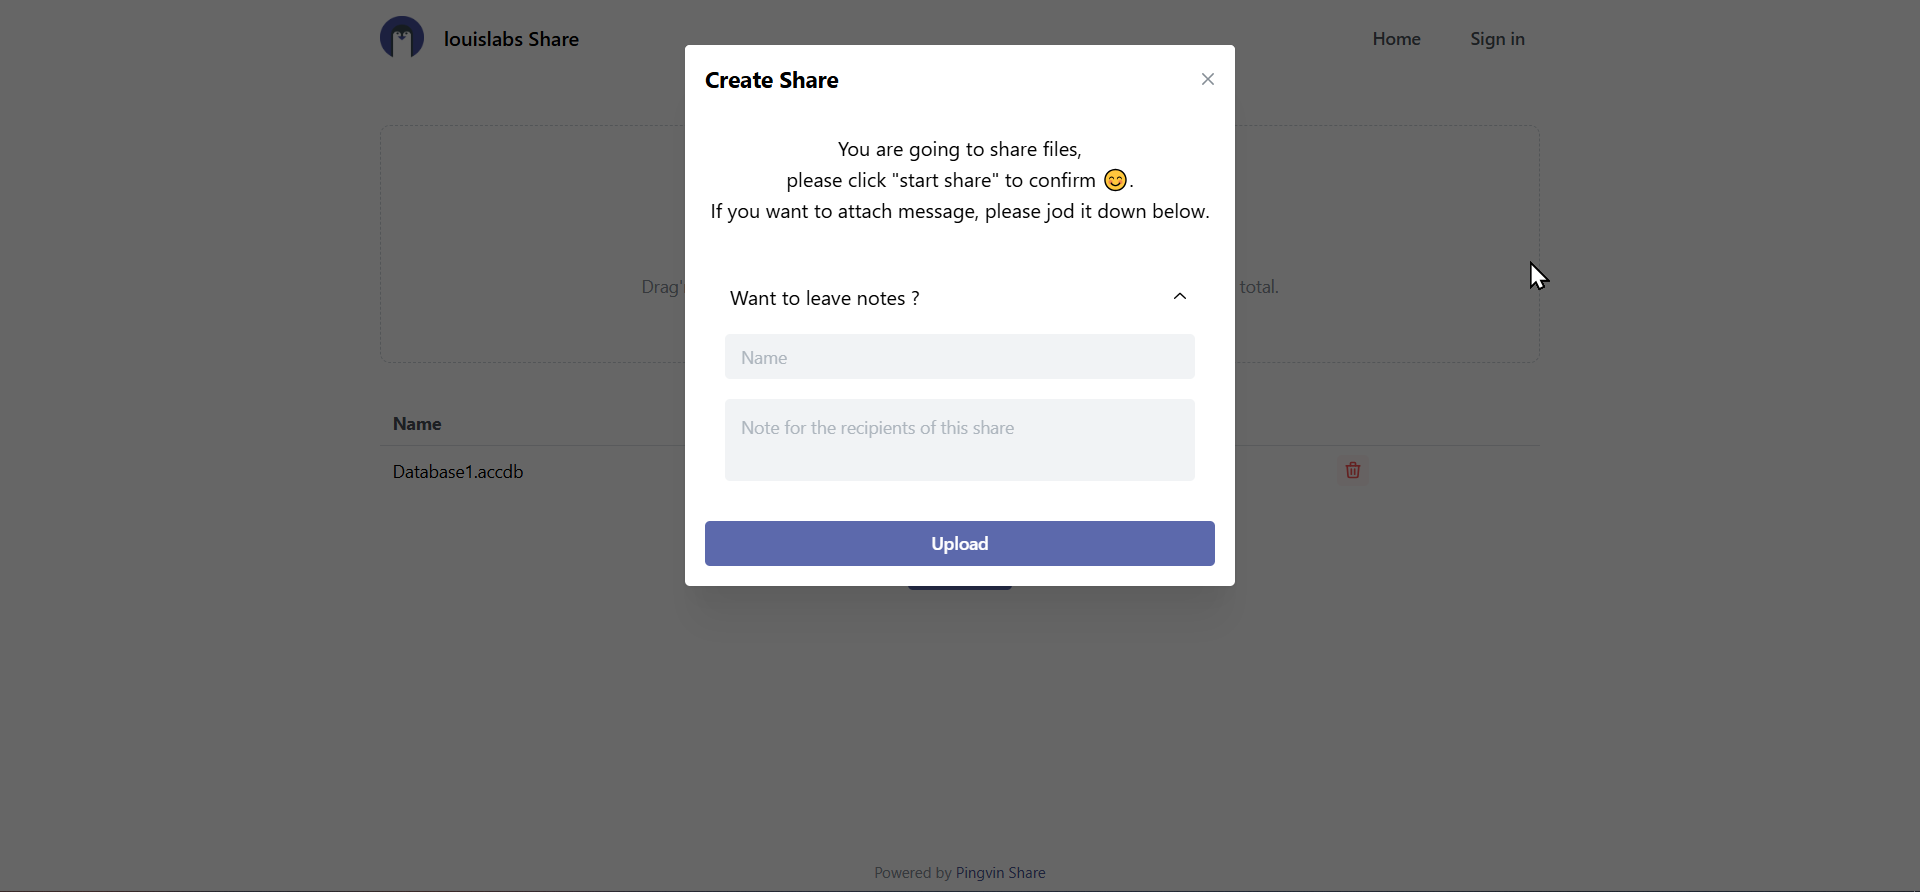 louislabs Share
Home
Sign in
Create Share
You are going to share files,
please click "start share" to confirm 😊.
If you want to attach message, please jod it down below.
Drag'
total.
Want to leave notes ?
Name
Note for the recipients of this share
Name
Database1.accdb
Upload
Powered by Pingvin Share